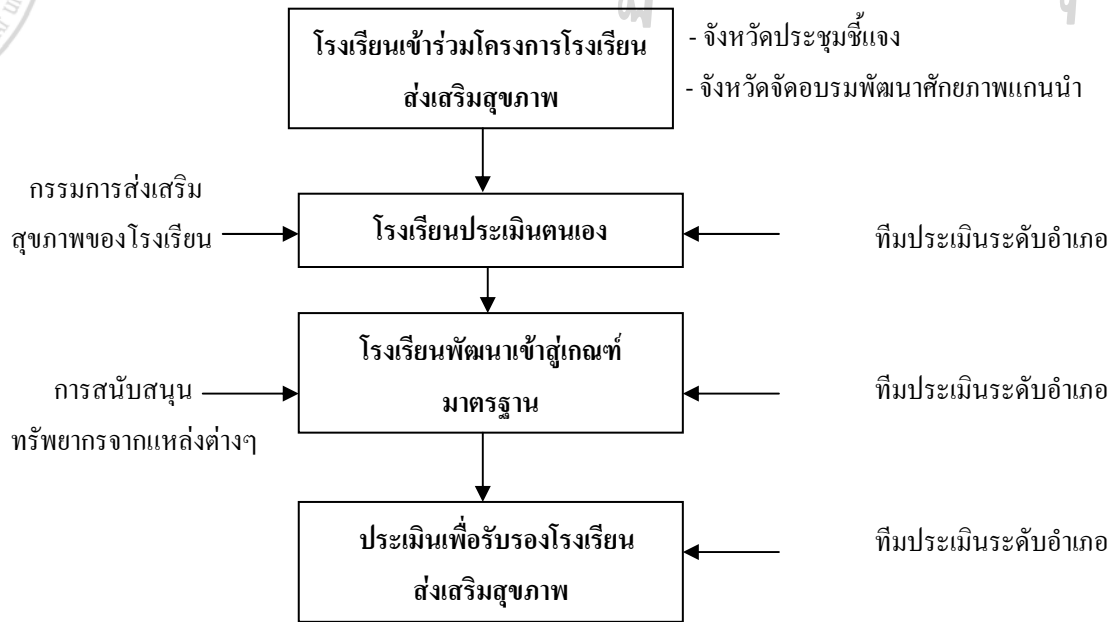 โรงเรียนเข้าร่วมโครงการโรงเรียน
ส่งเสริมสุขภาพ
- จังหวัดประชุมชี้แจง
- จังหวัดจัดอบรมพัฒนาศักยภาพแกนนำ
กรรมการส่งเสริม
สุขภาพของโรงเรียน
โรงเรียนประเมินตนเอง
ทีมประเมินระดับอำเภอ
โรงเรียนพัฒนาเข้าสู่เกณฑ์
มาตรฐาน
การสนับสนุน
ทรัพยากรจากแหล่งต่างๆ
ทีมประเมินระดับอำเภอ
ประเมินเพื่อรับรองโรงเรียน
ส่งเสริมสุขภาพ
ทีมประเมินระดับอำเภอ